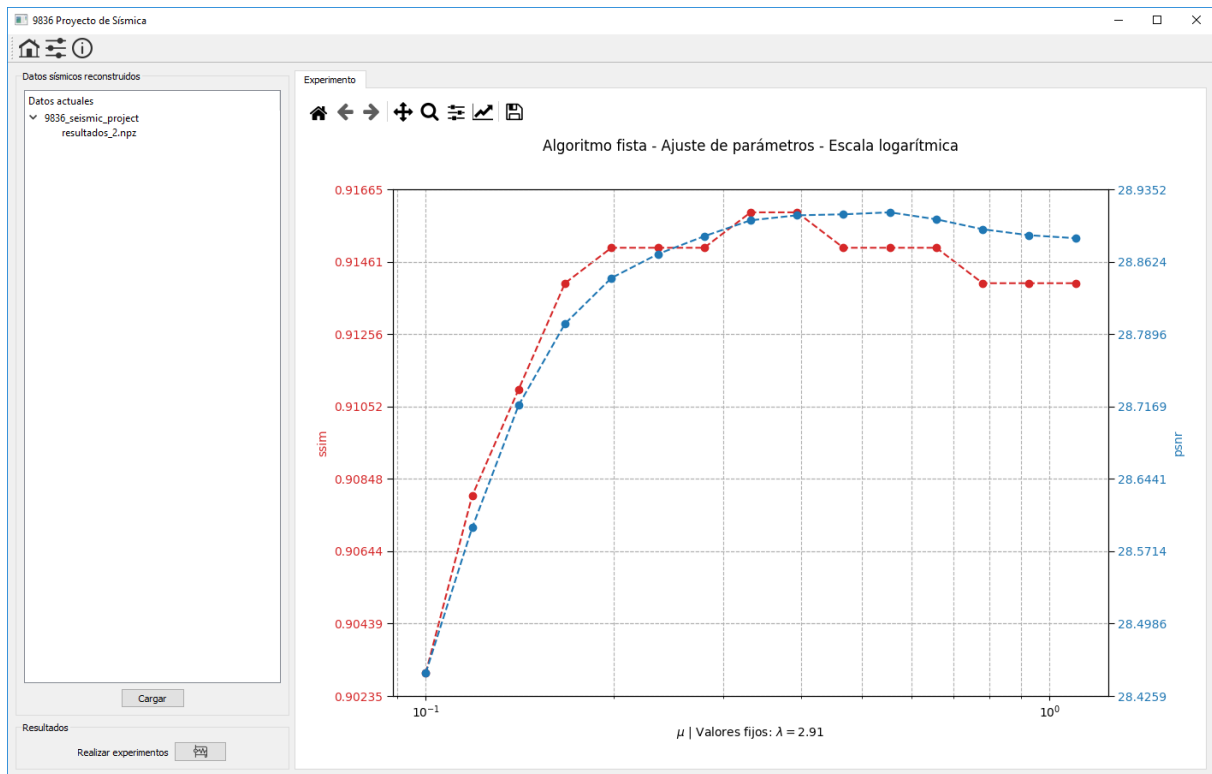 9836 Proyecto de Sísmica
Datos sísmicos reconstruidos
Datos actuales
9836_seismic_project
resultados_2.npz
Cargar
Resultados
Realizar experimentos
Experimento
Algoritmo fista - Ajuste de parámetros - Escala logarítmica
0.91665
0.91461
0.91256
0.91052
0.90848
0.90644
0.90439
0.90235
ssim
28.9352
28.8624
28.7896
28.7169
28.6441
28.5714
28.4986
28.4259
psnr
10⁻¹
10⁰
μ | Valores fijos: λ = 2.91